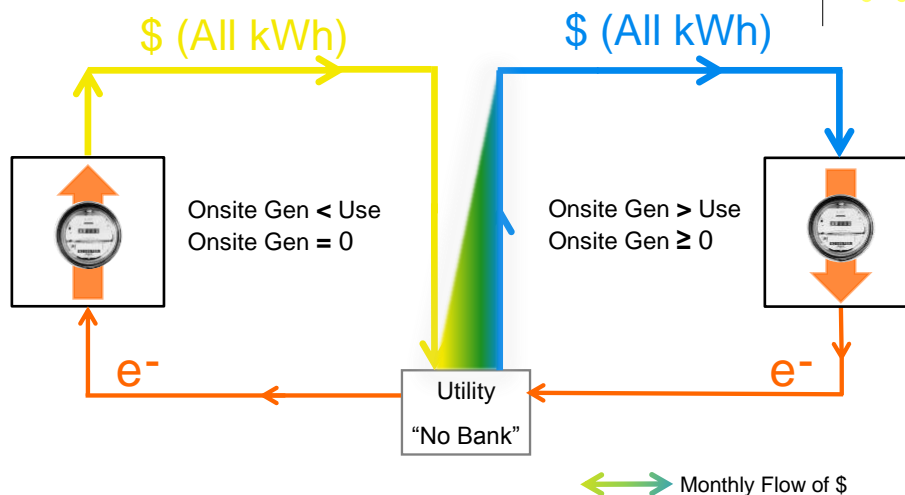 $ (All kWh)
$ (All kWh)
Onsite Gen < Use
Onsite Gen = 0
Onsite Gen > Use
Onsite Gen ≥ 0
e-
e-
Utility
“No Bank”
Monthly Flow of $